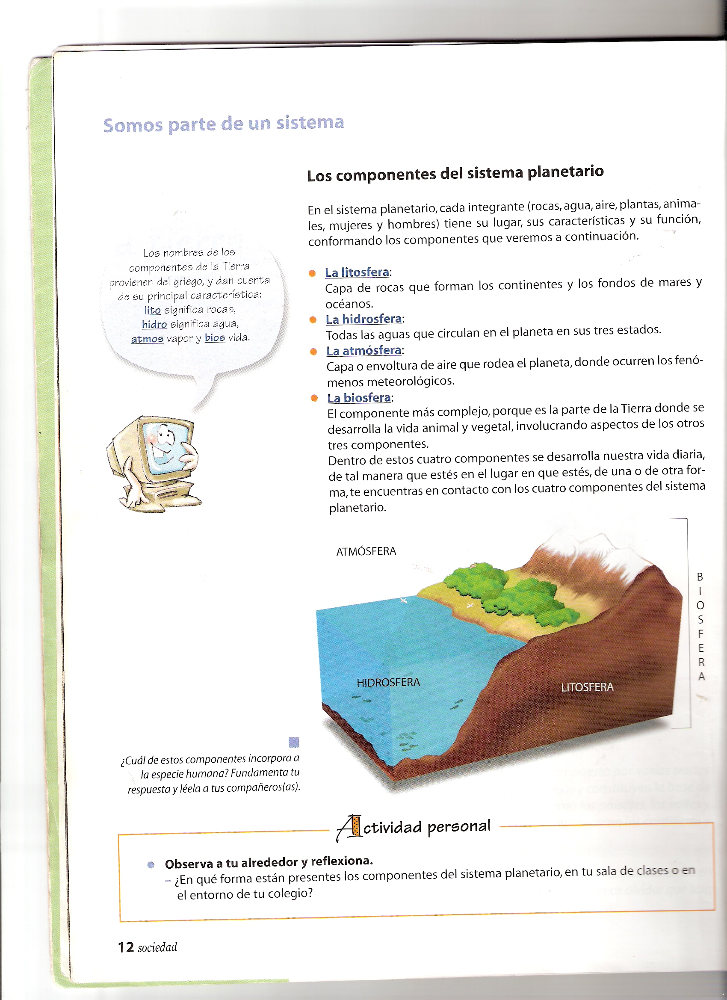 Somos parte de un sistema
Los componentes del sistema planetario
En el sistema planetario, cada integrante (rocas, agua, aire, plantas, anima-
les, mujeres y hombres) tiene su lugar, sus características y su función,
conformando los componentes que veremos a continuación.
Los nombres de los
componentes de la Tierra
provienen del griego, y dan cuenta
de su principal característica:
lito significa rocas,
hidro significa agua,
atmos vapor y bios vida.
La litosfera:
Capa de rocas que forman los continentes y los fondos de mares y
océanos.
La hidrosfera:
Todas las aguas que circulan en el planeta en sus tres estados.
La atmósfera:
Capa o envoltura de aire que rodea el planeta, donde ocurren los fenó-
menos meteorológicos.
La biosfera:
El componente más complejo, porque es la parte de la Tierra donde se
desarrolla la vida animal y vegetal, involucrando aspectos de los otros
tres componentes.
Dentro de estos cuatro componentes se desarrolla nuestra vida diaria,
de tal manera que estés en el lugar en que estés, de una o de otra for-
ma, te encuentras en contacto con los cuatro componentes del sistema
planetario.
ATMÓSFERA
BIOSFERA
HIDROSFERA
LITOSFERA
¿Cuál de estos componentes incorpora a
la especie humana? Fundamenta tu
respuesta y léela a tus compañeros(as).
Actividad personal
Observa a tu alrededor y reflexiona.
– ¿En qué forma están presentes los componentes del sistema planetario, en tu sala de clases o en
el entorno de tu colegio?
12 sociedad